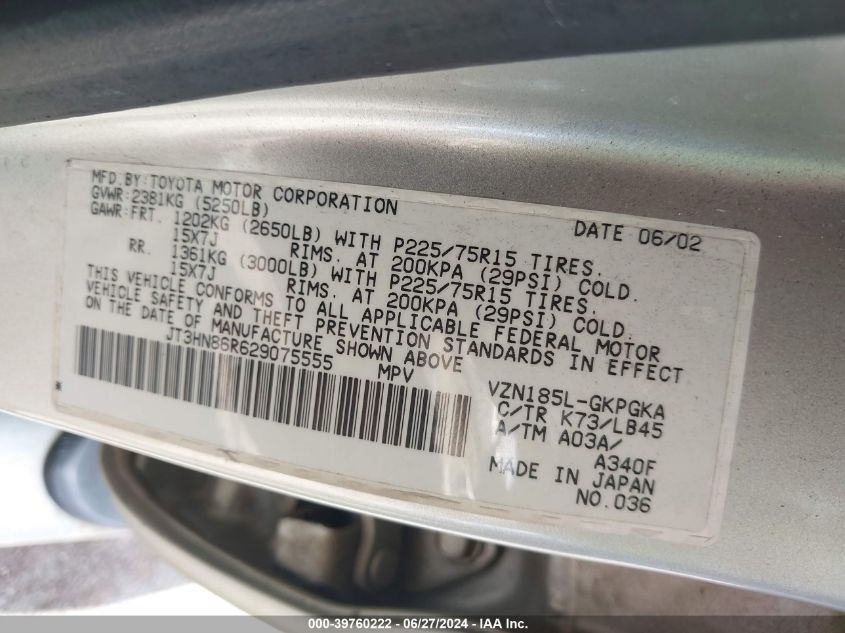 MFD.BY:TOYOTA MOTOR CORPORATION DATE 06/02
GVWR:2381KG (5250LB)
GAWR:FRT. 1202KG (2650LB) WITH P225/75R15 TIRES.
15X7J RIMS. AT 200KPA (29PSI) COLD.
RR. 1361KG (3000LB) WITH P225/75R15 TIRES.
15X7J RIMS. AT 200KPA (29PSI) COLD.
THIS VEHICLE CONFORMS TO ALL APPLICABLE FEDERAL MOTOR
VEHICLE SAFETY AND THEFT PREVENTION STANDARDS IN EFFECT
ON THE DATE OF MANUFACTURE SHOWN ABOVE
JT3HN86R629075555 MPV
VZN185L-GKPGKA
C/TR K73/LB45
A/TM A03A/
A340F
MADE IN JAPAN
NO.036
000-39760222 - 06/27/2024 - IAA Inc.